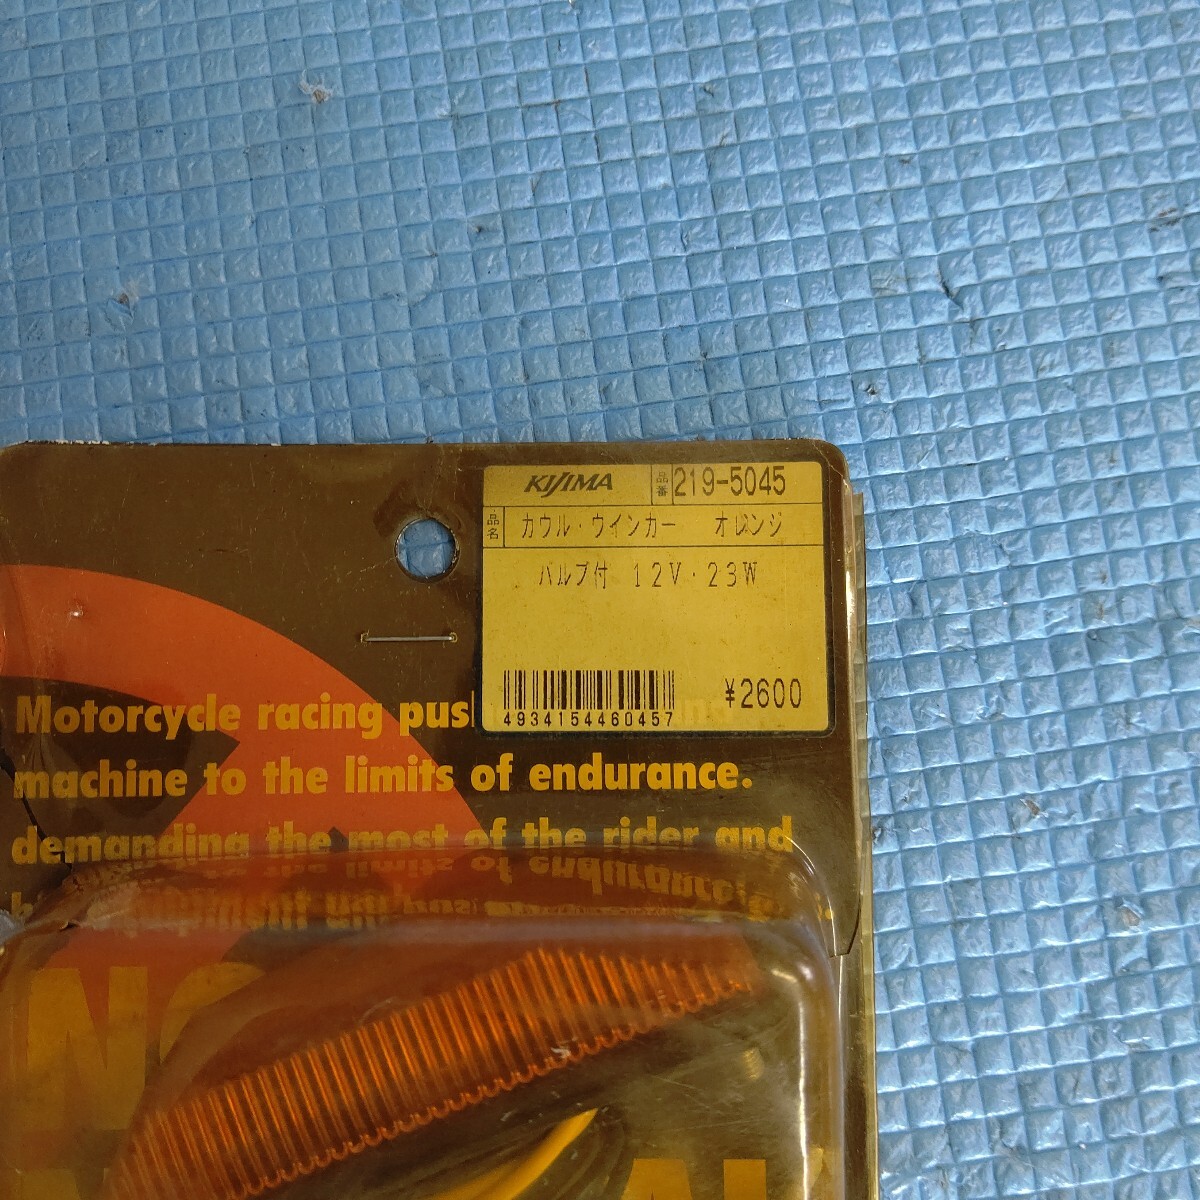 KIJIMA 品番 219-5045
品名 カウル・ウインカー オレンジ
バルブ付 12V・23W
¥2600
4934154460457
Motorcycle racing pus
machine to the limits of endurance.
demanding the most of the rider and